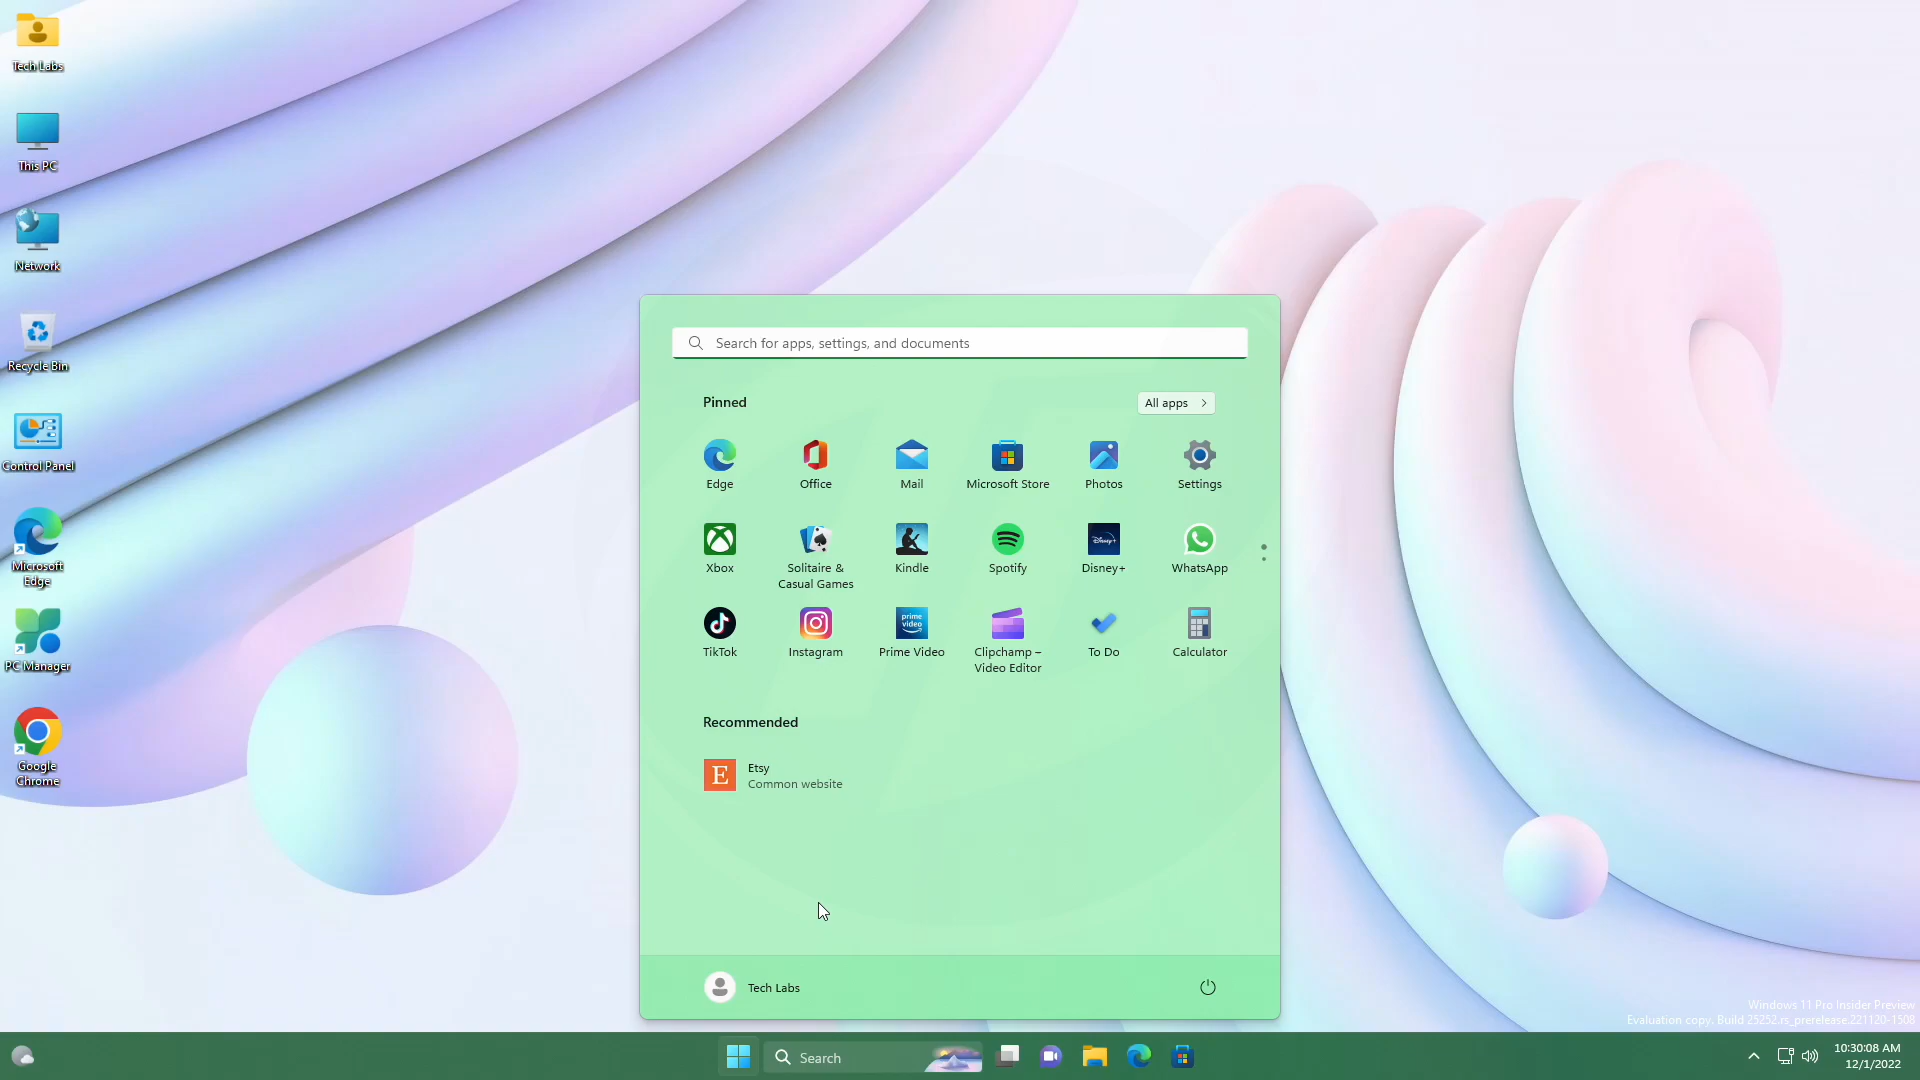 Tech Labs
This PC
Network
Recycle Bin
Control Panel
Microsoft
Edge
PC Manager
Google
Chrome
Search for apps, settings, and documents
Pinned
All apps
Edge
Office
Mail
Microsoft Store
Photos
Settings
Xbox
Solitaire &
Casual Games
Kindle
Disney+
Spotify
Disney+
WhatsApp
TikTok
Instagram
prime
video
Prime Video
Clipchamp –
Video Editor
To Do
Calculator
Recommended
E
Etsy
Common website
Tech Labs
Windows 11 Pro Insider Preview
Evaluation copy. Build 25252.rs_prerelease.221120-1508
Search
10:30:08 AM
12/1/2022